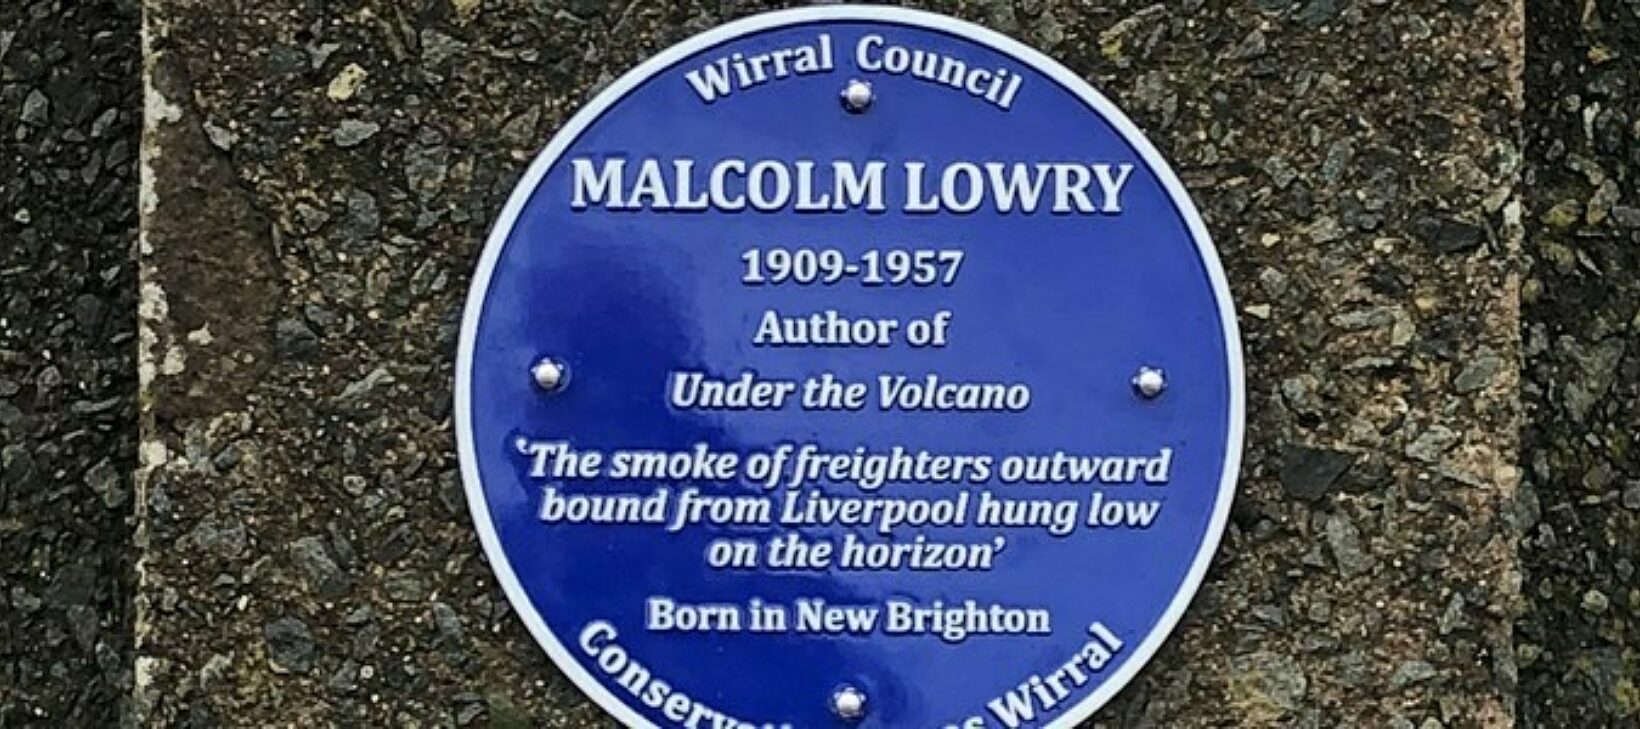 Wirral Council
MALCOLM LOWRY
1909-1957
Author of
Under the Volcano
‘The smoke of freighters outward
bound from Liverpool hung low
on the horizon’
Born in New Brighton
Wirral